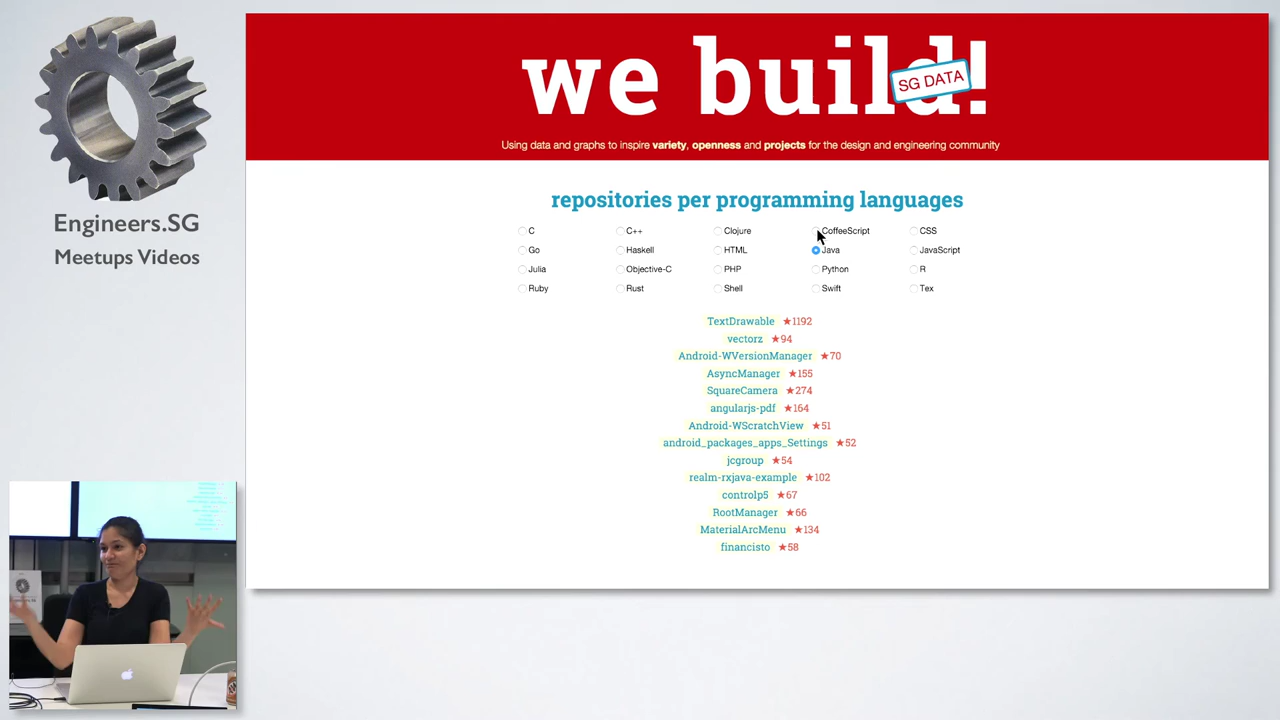 we build!
SG DATA
Using data and graphs to inspire variety, openness and projects for the design and engineering community
Engineers.SG
Meetups Videos
repositories per programming languages
C C++ Clojure CoffeeScript CSS
Go Haskell HTML Java JavaScript
Julia Objective-C PHP Python R
Ruby Rust Shell Swift Tex
TextDrawable ★1192
vectorz ★94
Android-WVersionManager ★70
AsyncManager ★155
SquareCamera ★274
angularjs-pdf ★164
Android-WScratchView ★51
android_packages_apps_Settings ★52
jcgroup ★54
realm-rxjava-example ★102
controlp5 ★67
RootManager ★66
MaterialArcMenu ★134
financisto ★58